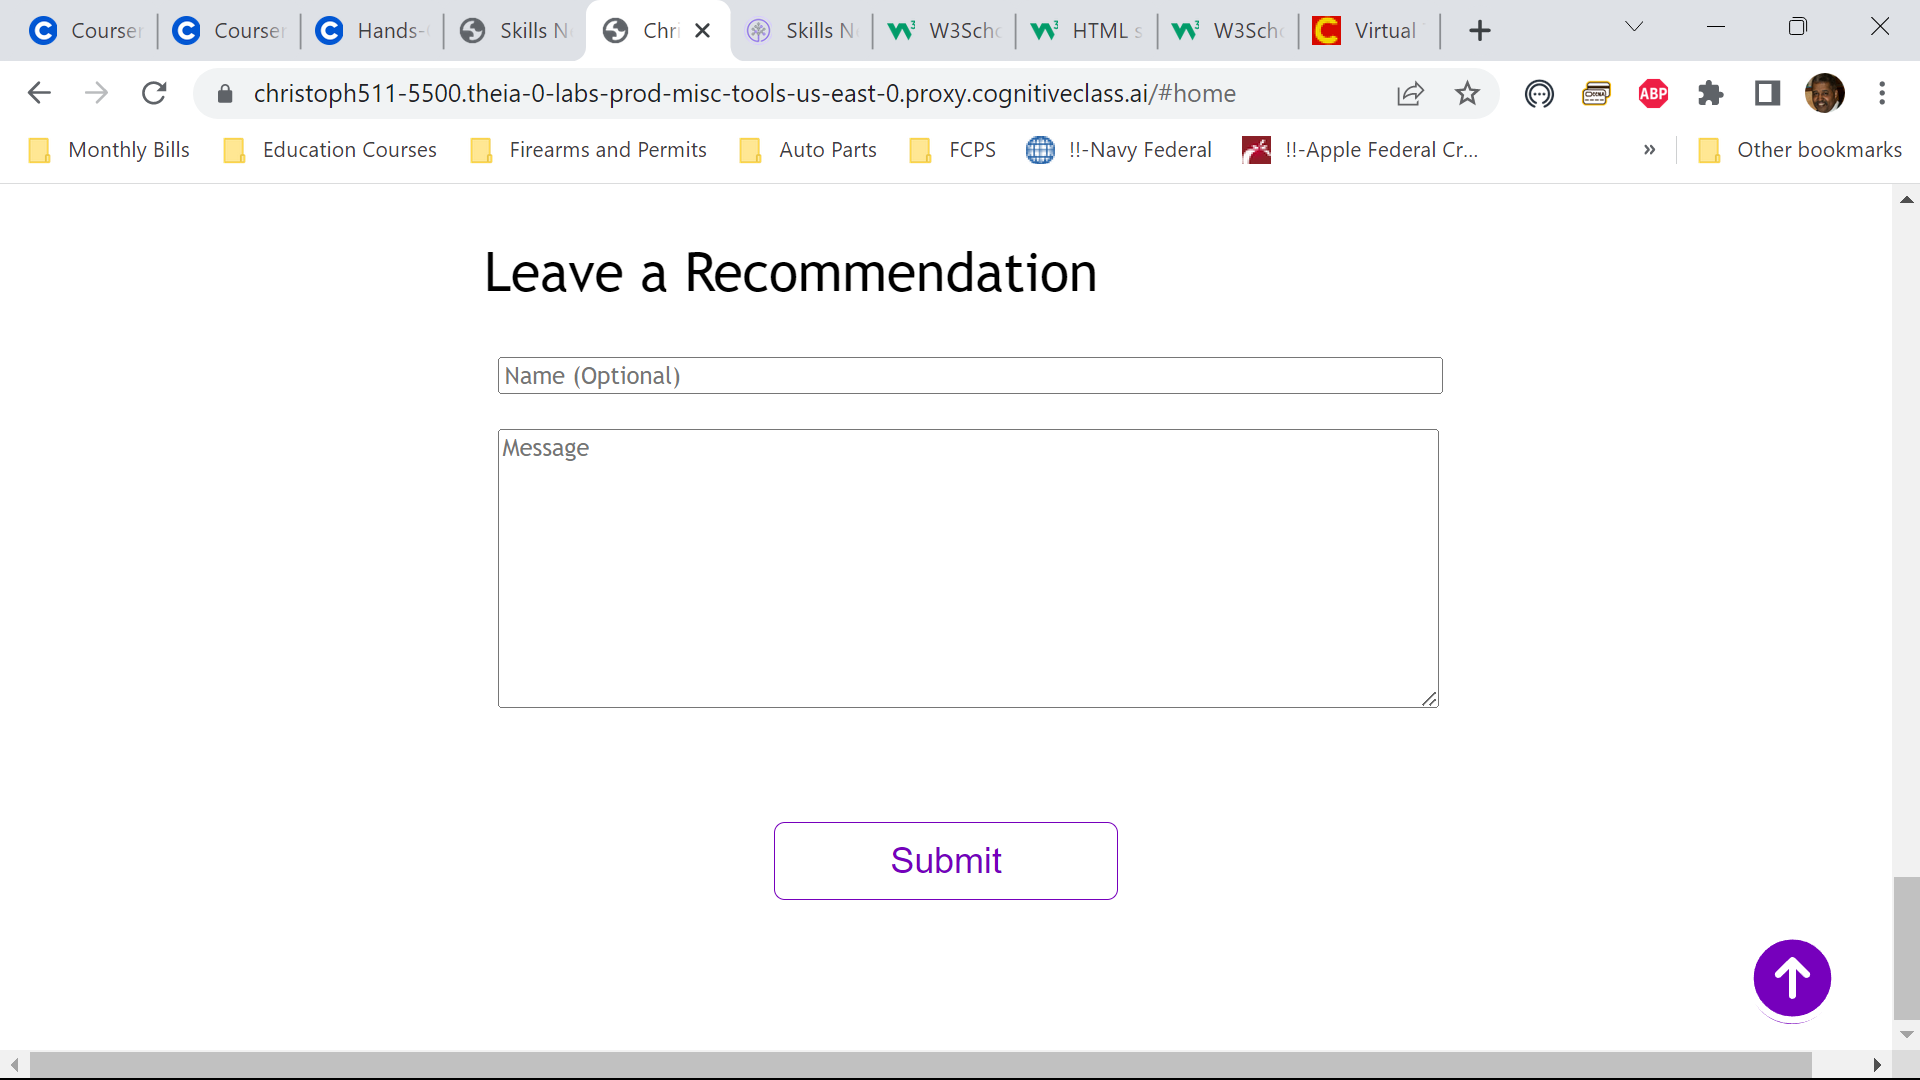 Courser Courser Hands- Skills N Chri Skills N W3Scho HTML s W3Scho Virtual
christoph511-5500.theia-0-labs-prod-misc-tools-us-east-0.proxy.cognitiveclass.ai/#home ABP
Monthly Bills Education Courses Firearms and Permits Auto Parts FCPS !!-Navy Federal !!-Apple Federal Cr... » Other bookmarks
Leave a Recommendation
Name (Optional)
Message
Submit